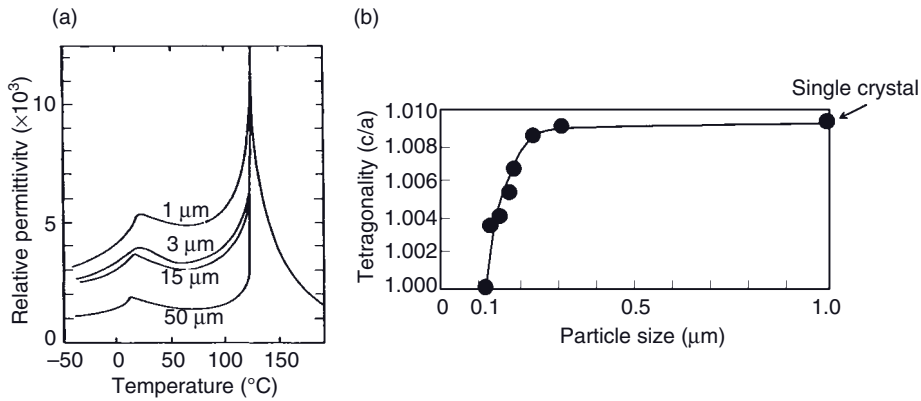 (a)
Relative permittivity (×10³)
10
5
0
1 μm
3 μm
15 μm
50 μm
–50
0
50
100
150
Temperature (°C)
(b)
Single crystal
Tetragonality (c/a)
1.010
1.008
1.006
1.004
1.002
1.000
0
0.1
0.5
1.0
Particle size (μm)